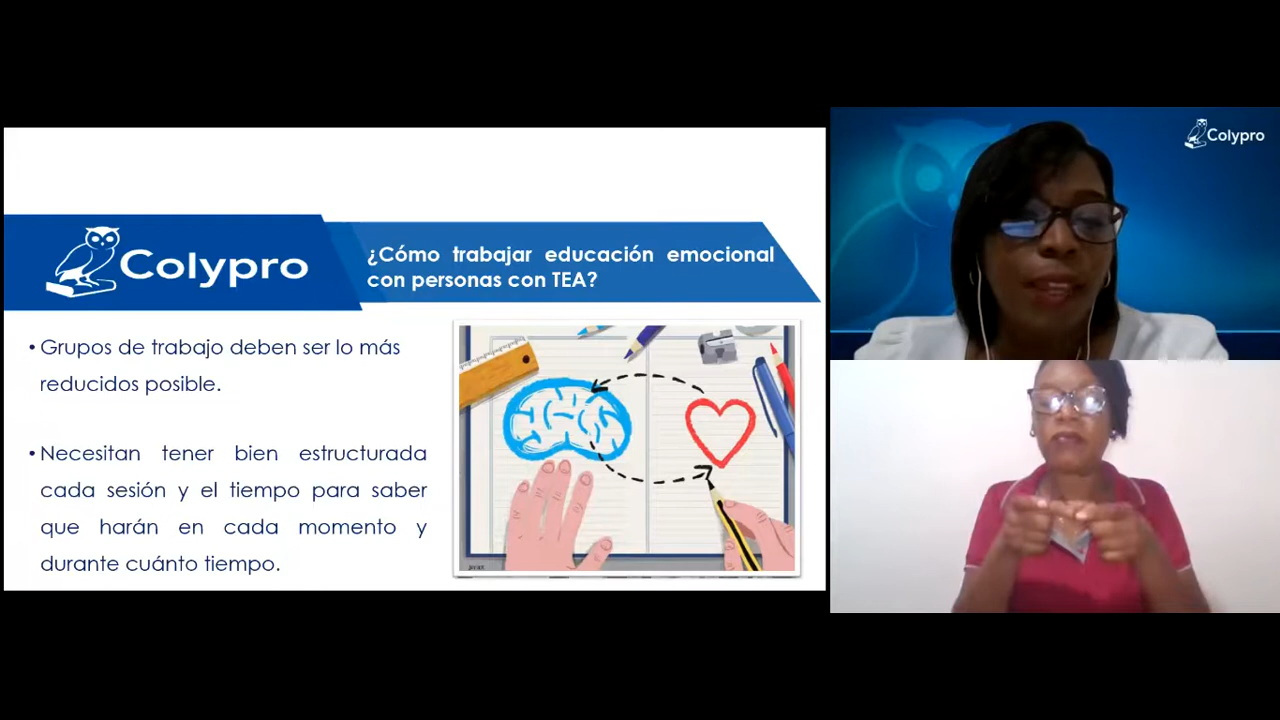 Colypro
¿Cómo trabajar educación emocional
con personas con TEA?
• Grupos de trabajo deben ser lo más
reducidos posible.
• Necesitan tener bien estructurada
cada sesión y el tiempo para saber
que harán en cada momento y
durante cuánto tiempo.
Colypro